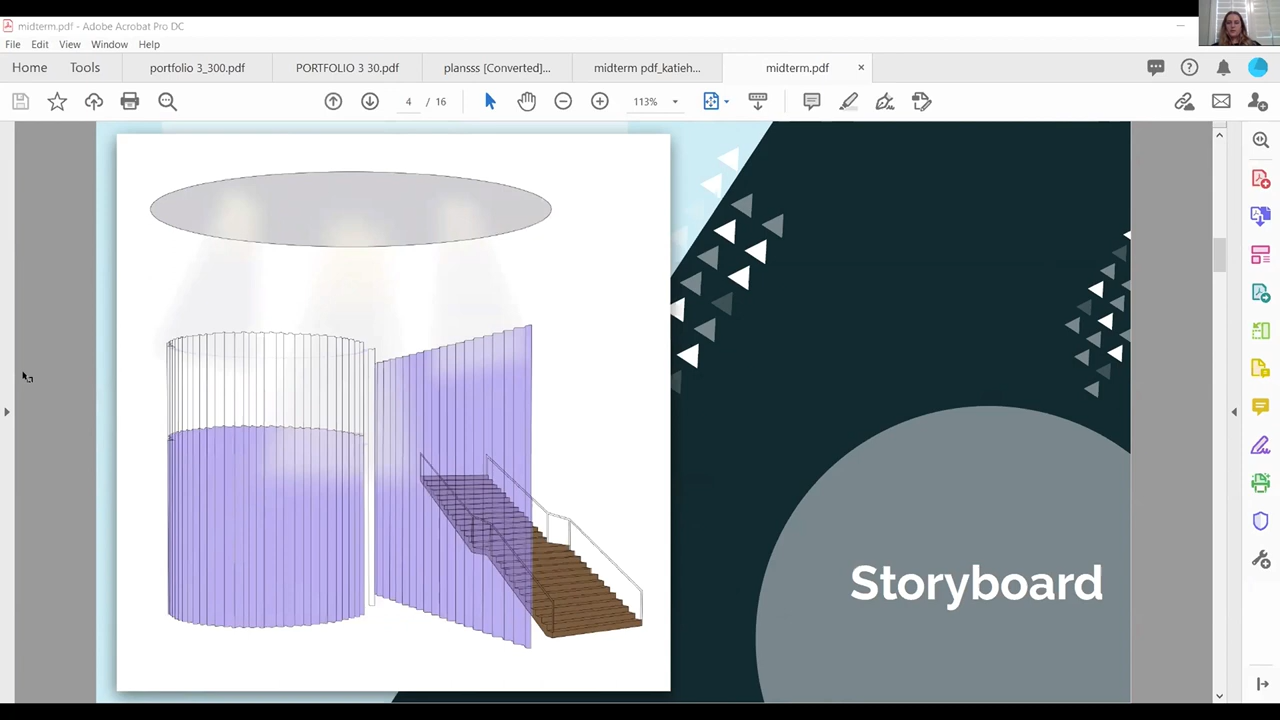 midterm.pdf - Adobe Acrobat Pro DC
File Edit View Window Help
Home Tools portfolio 3_300.pdf PORTFOLIO 3 30.pdf plansss [Converted]... midterm pdf_katieh... midterm.pdf ×
4 / 16 113%
Storyboard